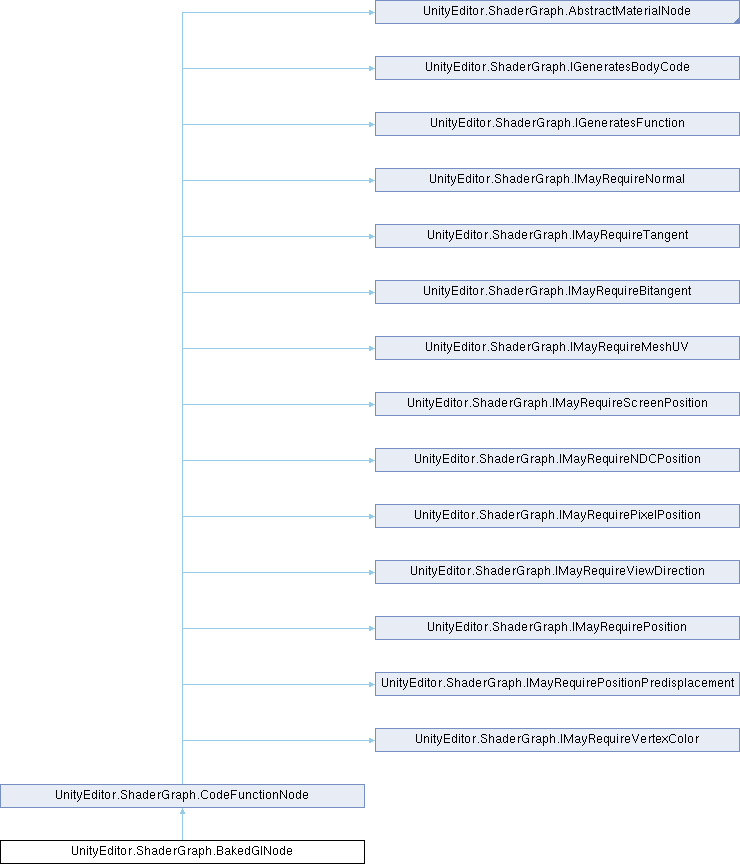 UnityEditor.ShaderGraph.AbstractMaterialNode
UnityEditor.ShaderGraph.IGeneratesBodyCode
UnityEditor.ShaderGraph.IGeneratesFunction
UnityEditor.ShaderGraph.IMayRequireNormal
UnityEditor.ShaderGraph.IMayRequireTangent
UnityEditor.ShaderGraph.IMayRequireBitangent
UnityEditor.ShaderGraph.IMayRequireMeshUV
UnityEditor.ShaderGraph.IMayRequireScreenPosition
UnityEditor.ShaderGraph.IMayRequireNDCPosition
UnityEditor.ShaderGraph.IMayRequirePixelPosition
UnityEditor.ShaderGraph.IMayRequireViewDirection
UnityEditor.ShaderGraph.IMayRequirePosition
UnityEditor.ShaderGraph.IMayRequirePositionPredisplacement
UnityEditor.ShaderGraph.IMayRequireVertexColor
UnityEditor.ShaderGraph.CodeFunctionNode
UnityEditor.ShaderGraph.BakedGINode